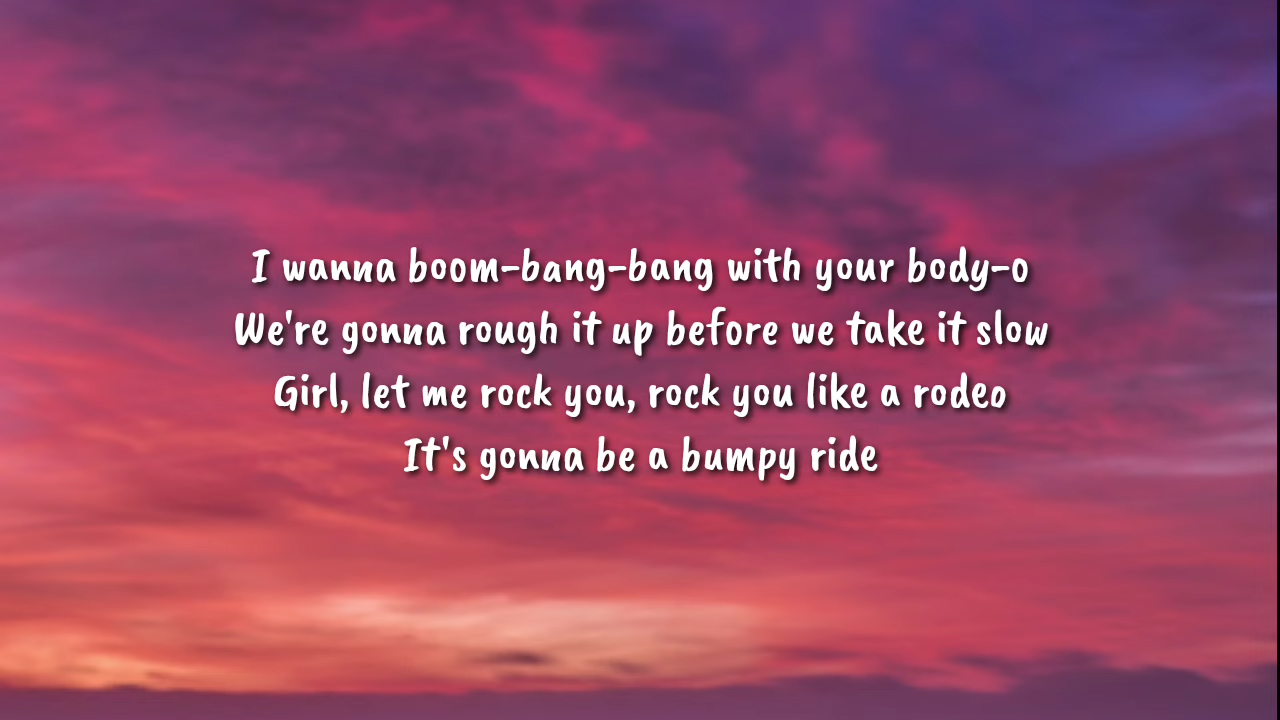 I wanna boom-bang-bang with your body-o
We're gonna rough it up before we take it slow
Girl, let me rock you, rock you like a rodeo
It's gonna be a bumpy ride